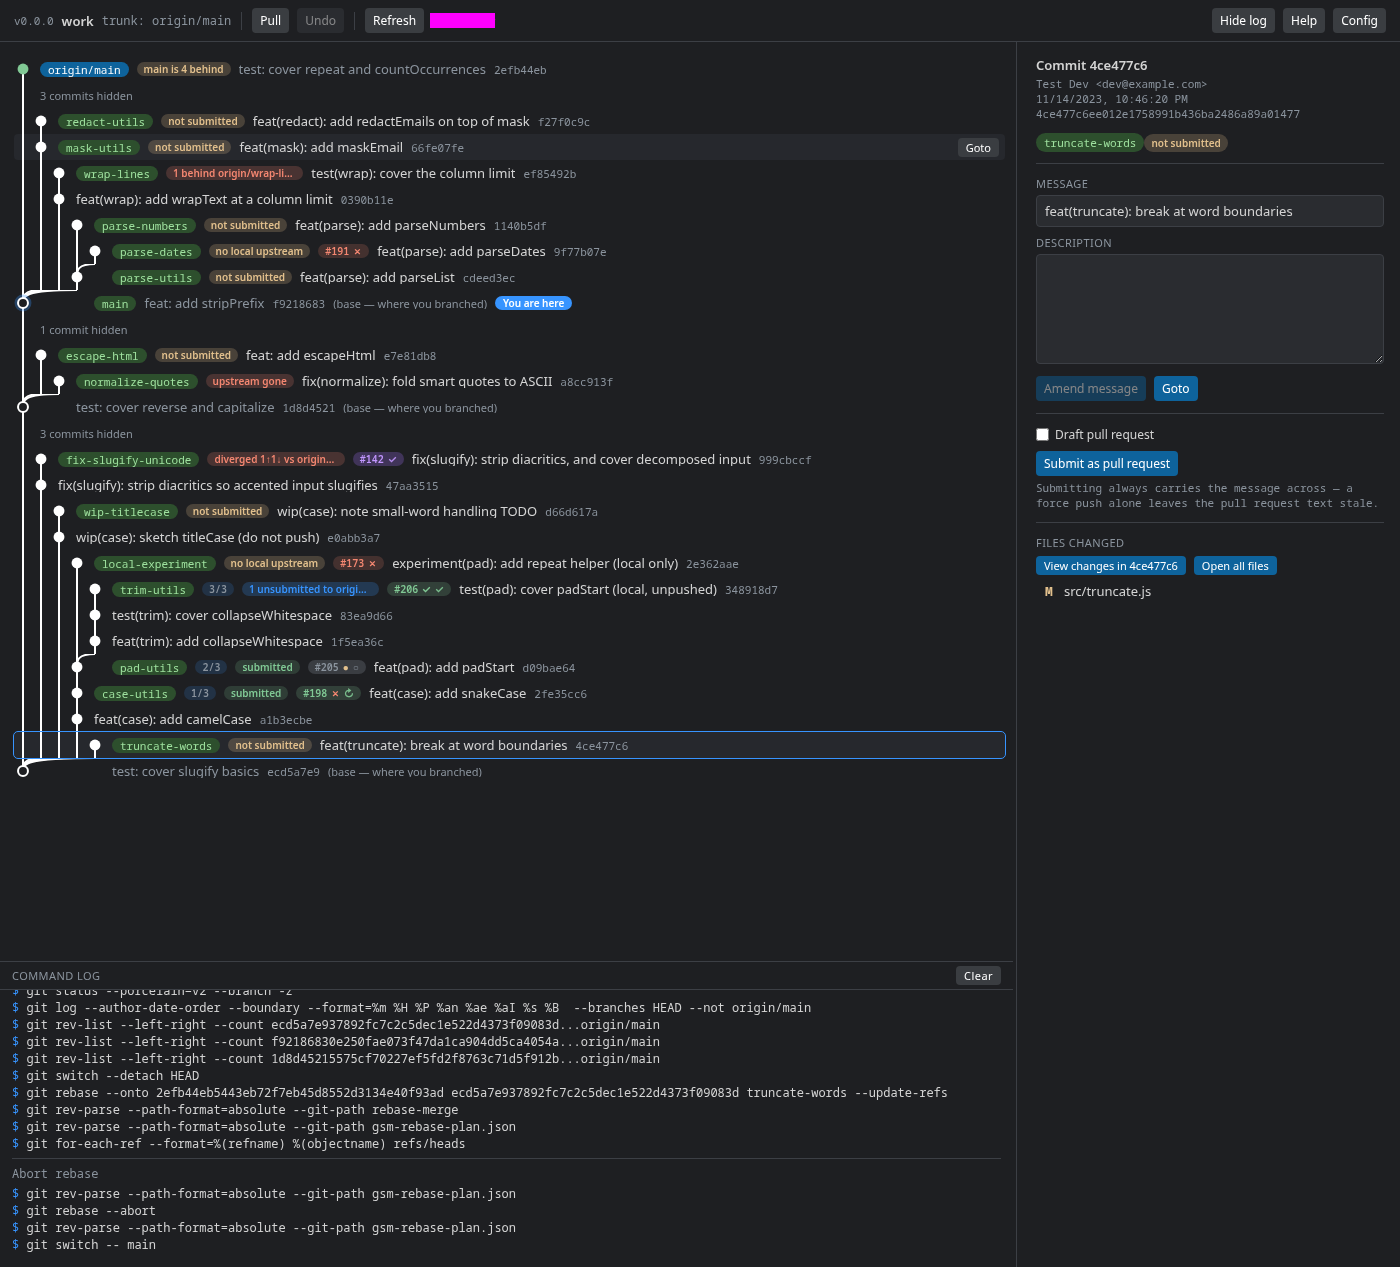 v0.0.0 work trunk: origin/main Pull Undo Refresh Hide log Help Config
origin/main main is 4 behind test: cover repeat and countOccurrences 2efb44eb
3 commits hidden
redact-utils not submitted feat(redact): add redactEmails on top of mask f27f0c9c
mask-utils not submitted feat(mask): add maskEmail 66fe07fe Goto
wrap-lines 1 behind origin/wrap-li... test(wrap): cover the column limit ef85492b
feat(wrap): add wrapText at a column limit 0390b11e
parse-numbers not submitted feat(parse): add parseNumbers 1140b5df
parse-dates no local upstream #191 × feat(parse): add parseDates 9f77b07e
parse-utils not submitted feat(parse): add parseList cdeed3ec
main feat: add stripPrefix f9218683 (base — where you branched) You are here
1 commit hidden
escape-html not submitted feat: add escapeHtml e7e81db8
normalize-quotes upstream gone fix(normalize): fold smart quotes to ASCII a8cc913f
test: cover reverse and capitalize 1d8d4521 (base — where you branched)
3 commits hidden
fix-slugify-unicode diverged 1↑1↓ vs origin... #142 ✓ fix(slugify): strip diacritics, and cover decomposed input 999cbccf
fix(slugify): strip diacritics so accented input slugifies 47aa3515
wip-titlecase not submitted wip(case): note small-word handling TODO d66d617a
wip(case): sketch titleCase (do not push) e0abb3a7
local-experiment no local upstream #173 × experiment(pad): add repeat helper (local only) 2e362aae
trim-utils 3/3 1 unsubmitted to origi... #206 ✓ ✓ test(pad): cover padStart (local, unpushed) 348918d7
test(trim): cover collapseWhitespace 83ea9d66
feat(trim): add collapseWhitespace 1f5ea36c
pad-utils 2/3 submitted #205 ● ○ feat(pad): add padStart d09bae64
case-utils 1/3 submitted #198 × ↻ feat(case): add snakeCase 2fe35cc6
feat(case): add camelCase a1b3ecbe
truncate-words not submitted feat(truncate): break at word boundaries 4ce477c6
test: cover slugify basics ecd5a7e9 (base — where you branched)
COMMAND LOG Clear
$ git status --porcelain=v2 --branch -z
$ git log --author-date-order --boundary --format=%m %H %P %an %ae %aI %s %B --branches HEAD --not origin/main
$ git rev-list --left-right --count ecd5a7e937892fc7c2c5dec1e522d4373f09083d...origin/main
$ git rev-list --left-right --count f92186830e250fae073f47da1ca904dd5ca4054a...origin/main
$ git rev-list --left-right --count 1d8d45215575cf70227ef5fd2f8763c71d5f912b...origin/main
$ git switch --detach HEAD
$ git rebase --onto 2efb44eb5443eb72f7eb45d8552d3134e40f93ad ecd5a7e937892fc7c2c5dec1e522d4373f09083d truncate-words --update-refs
$ git rev-parse --path-format=absolute --git-path rebase-merge
$ git rev-parse --path-format=absolute --git-path gsm-rebase-plan.json
$ git for-each-ref --format=%(refname) %(objectname) refs/heads
Abort rebase
$ git rev-parse --path-format=absolute --git-path gsm-rebase-plan.json
$ git rebase --abort
$ git rev-parse --path-format=absolute --git-path gsm-rebase-plan.json
$ git switch -- main
Commit 4ce477c6
Test Dev <dev@example.com>
11/14/2023, 10:46:20 PM
4ce477c6ee012e1758991b436ba2486a89a01477
truncate-words not submitted
MESSAGE
feat(truncate): break at word boundaries
DESCRIPTION
Amend message Goto
Draft pull request
Submit as pull request
Submitting always carries the message across — a
force push alone leaves the pull request text stale.
FILES CHANGED
View changes in 4ce477c6 Open all files
M src/truncate.js